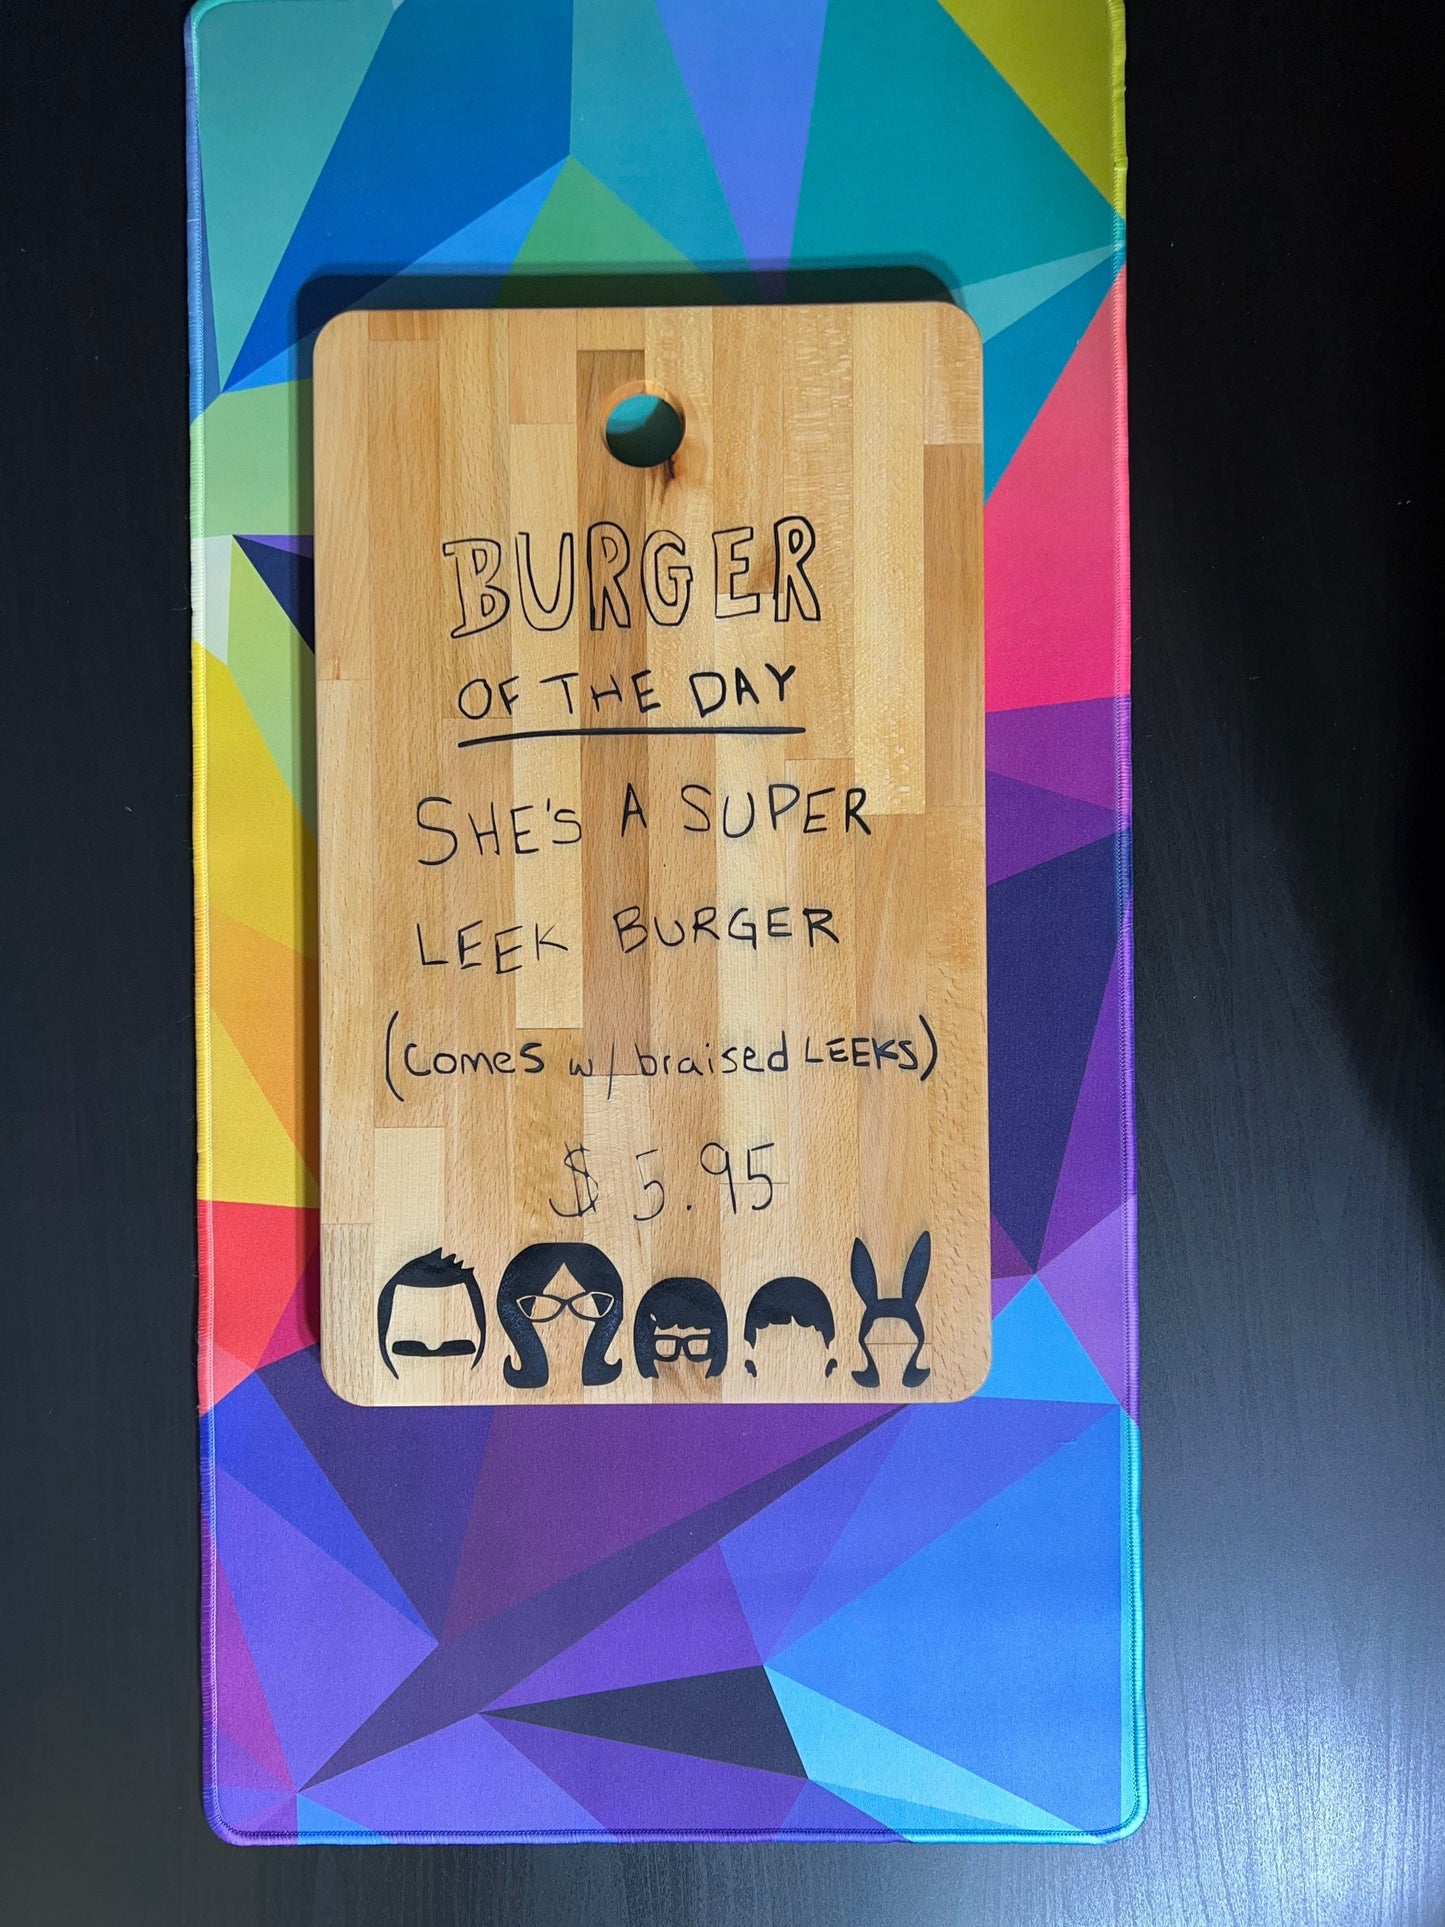 BURGER
OF THE DAY
SHE'S A SUPER
LEEK BURGER
(Comes w/ braised LEEKS)
$5.95